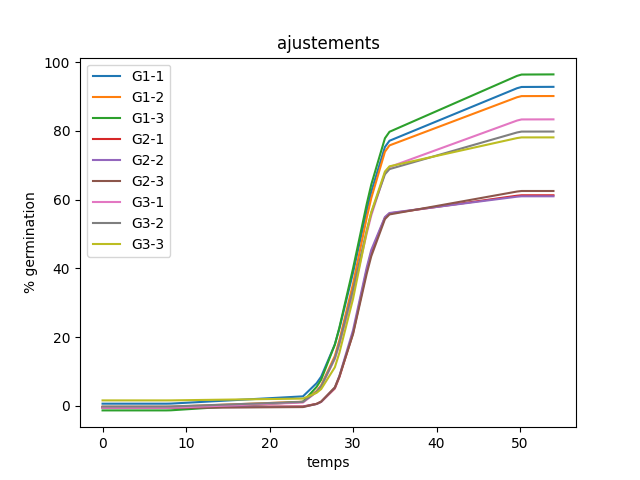 ajustements
100
80
60
40
20
0
% germination
G1-1
G1-2
G1-3
G2-1
G2-2
G2-3
G3-1
G3-2
G3-3
0 10 20 30 40 50
temps